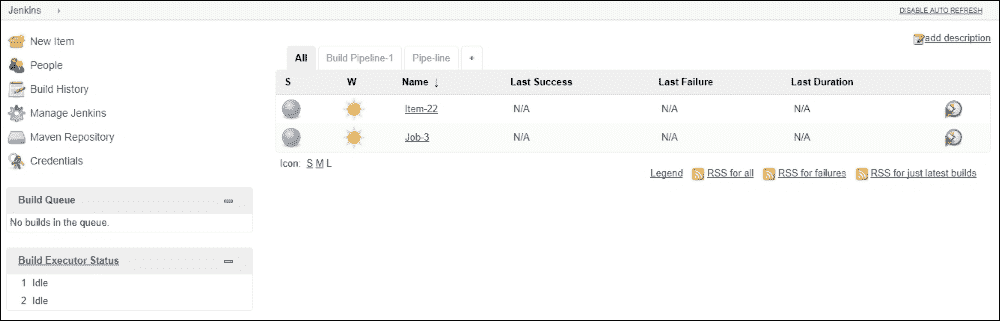 Jenkins
DISABLE AUTO REFRESH
New Item
People
Build History
Manage Jenkins
Maven Repository
Credentials
Build Queue
No builds in the queue.
Build Executor Status
1 Idle
2 Idle
add description
All Build Pipeline-1 Pipe-line +
S W Name ↓ Last Success Last Failure Last Duration
Item-22 N/A N/A N/A
Job-3 N/A N/A N/A
Icon: S M L
Legend RSS for all RSS for failures RSS for just latest builds